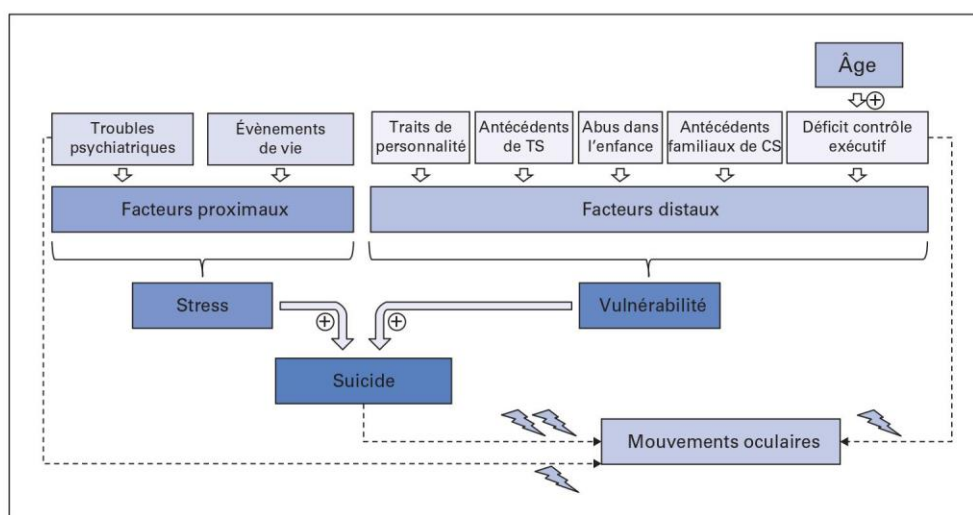 Âge
+
Troubles
psychiatriques
Évènements
de vie
Traits de
personnalité
Antécédents
de TS
Abus dans
l'enfance
Antécédents
familiaux de CS
Déficit contrôle
exécutif
Facteurs proximaux
Facteurs distaux
Stress
Vulnérabilité
+
+
Suicide
Mouvements oculaires